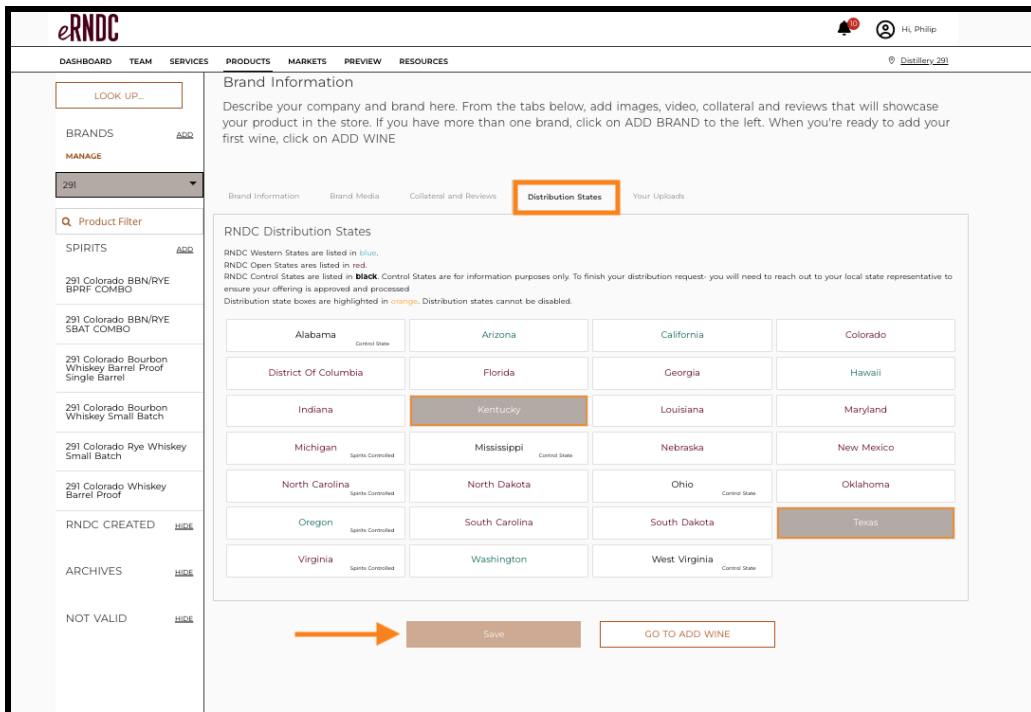 eRNDC
10
Hi, Philip
DASHBOARD TEAM SERVICES PRODUCTS MARKETS PREVIEW RESOURCES
Distillery 291
LOOK UP...
BRANDS ADD
MANAGE
291
Product Filter
SPIRITS ADD
291 Colorado BBN/RYE
BPRF COMBO
291 Colorado BBN/RYE
SBAT COMBO
291 Colorado Bourbon
Whiskey Barrel Proof
Single Barrel
291 Colorado Bourbon
Whiskey Small Batch
291 Colorado Rye Whiskey
Small Batch
291 Colorado Whiskey
Barrel Proof
RNDC CREATED HIDE
ARCHIVES HIDE
NOT VALID HIDE
Brand Information
Describe your company and brand here. From the tabs below, add images, video, collateral and reviews that will showcase
your product in the store. If you have more than one brand, click on ADD BRAND to the left. When you're ready to add your
first wine, click on ADD WINE
Brand Information Brand Media Collateral and Reviews Distribution States Your Uploads
RNDC Distribution States
RNDC Western States are listed in blue.
RNDC Open States ares listed in red.
RNDC Control States are listed in black. Control States are for information purposes only. To finish your distribution request- you will need to reach out to your local state representative to
ensure your offering is approved and processed
Distribution state boxes are highlighted in orange. Distribution states cannot be disabled.
Alabama Control State Arizona California Colorado
District Of Columbia Florida Georgia Hawaii
Indiana Kentucky Louisiana Maryland
Michigan Spirits Controlled Mississippi Control State Nebraska New Mexico
North Carolina Spirits Controlled North Dakota Ohio Control State Oklahoma
Oregon Spirits Controlled South Carolina South Dakota Texas
Virginia Spirits Controlled Washington West Virginia Control State
Save GO TO ADD WINE